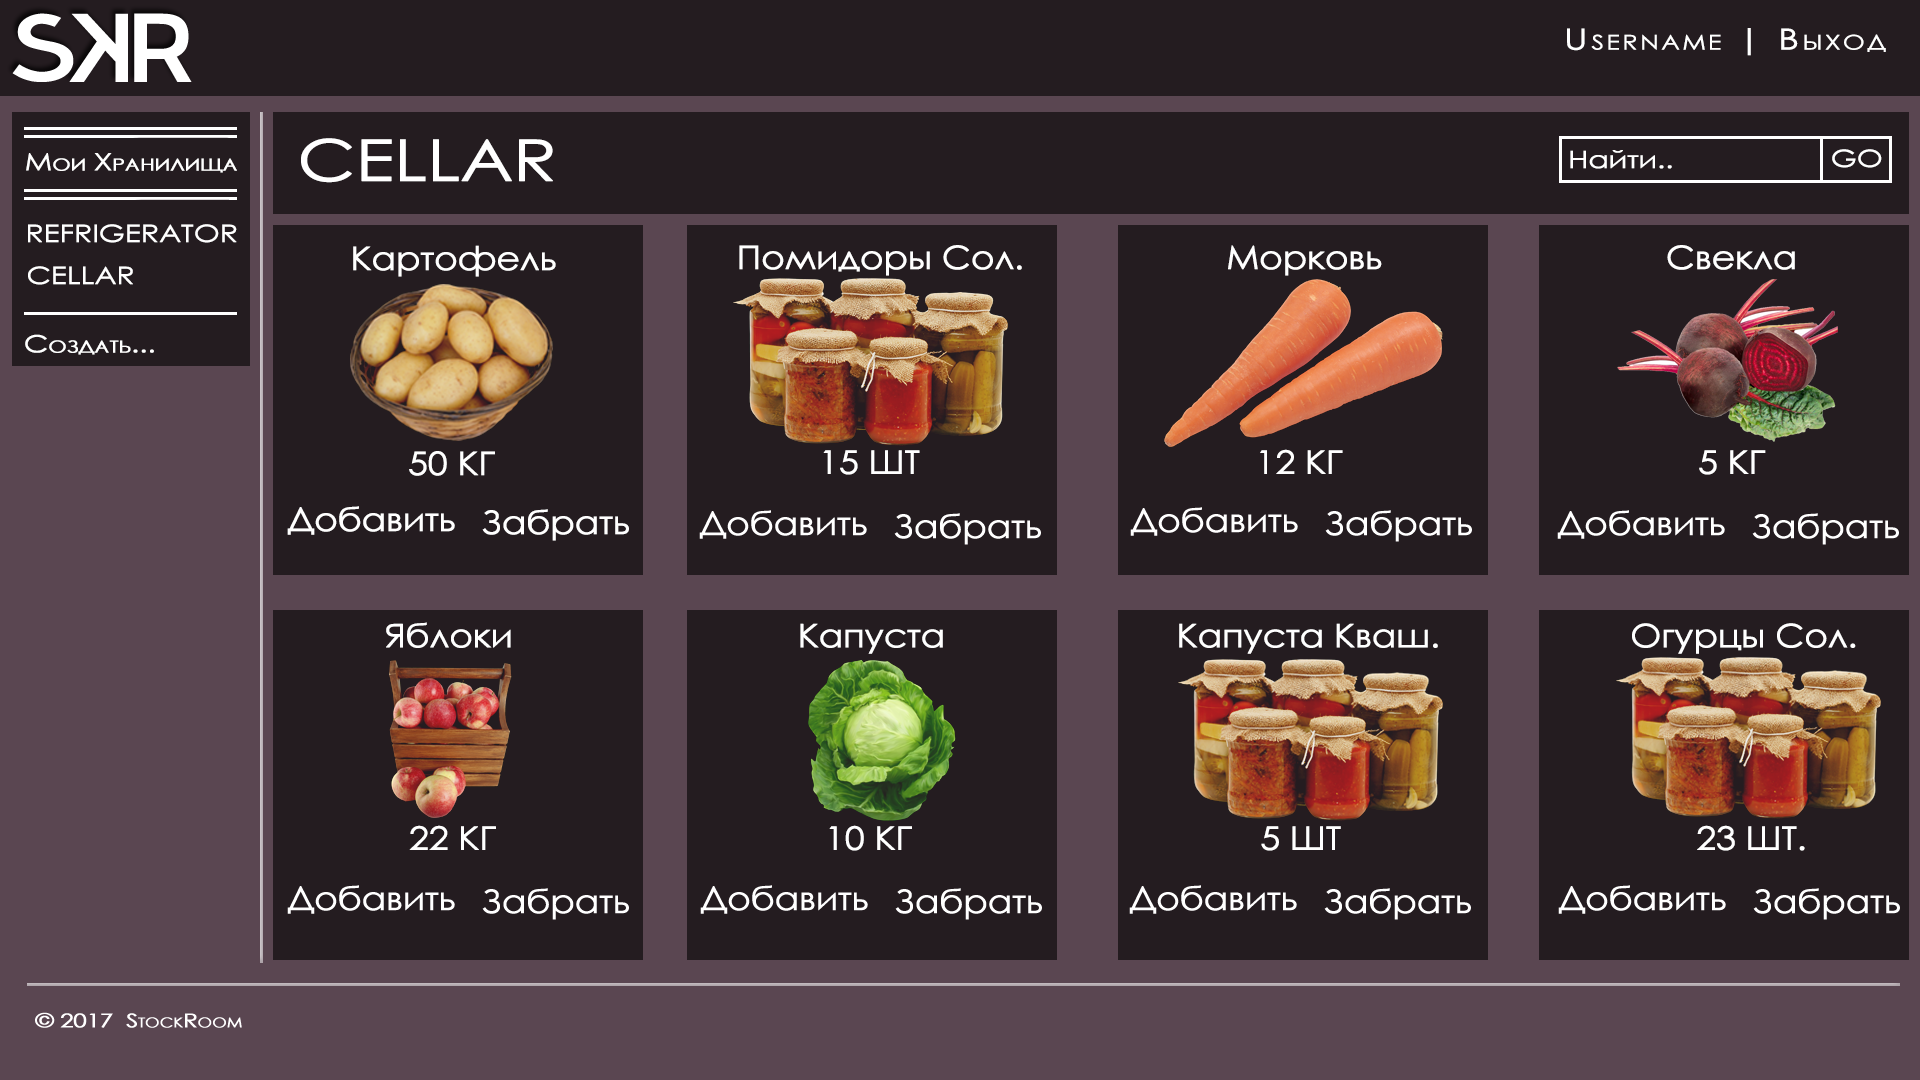 SKR
Username | Выход
Мои Хранилища
REFRIGERATOR
CELLAR
Создать...
CELLAR
Найти.. GO
Картофель
50 КГ
Добавить Забрать
Помидоры Сол.
15 ШТ
Добавить Забрать
Морковь
12 КГ
Добавить Забрать
Свекла
5 КГ
Добавить Забрать
Яблоки
22 КГ
Добавить Забрать
Капуста
10 КГ
Добавить Забрать
Капуста Кваш.
5 ШТ
Добавить Забрать
Огурцы Сол.
23 ШТ.
Добавить Забрать
© 2017 StockRoom